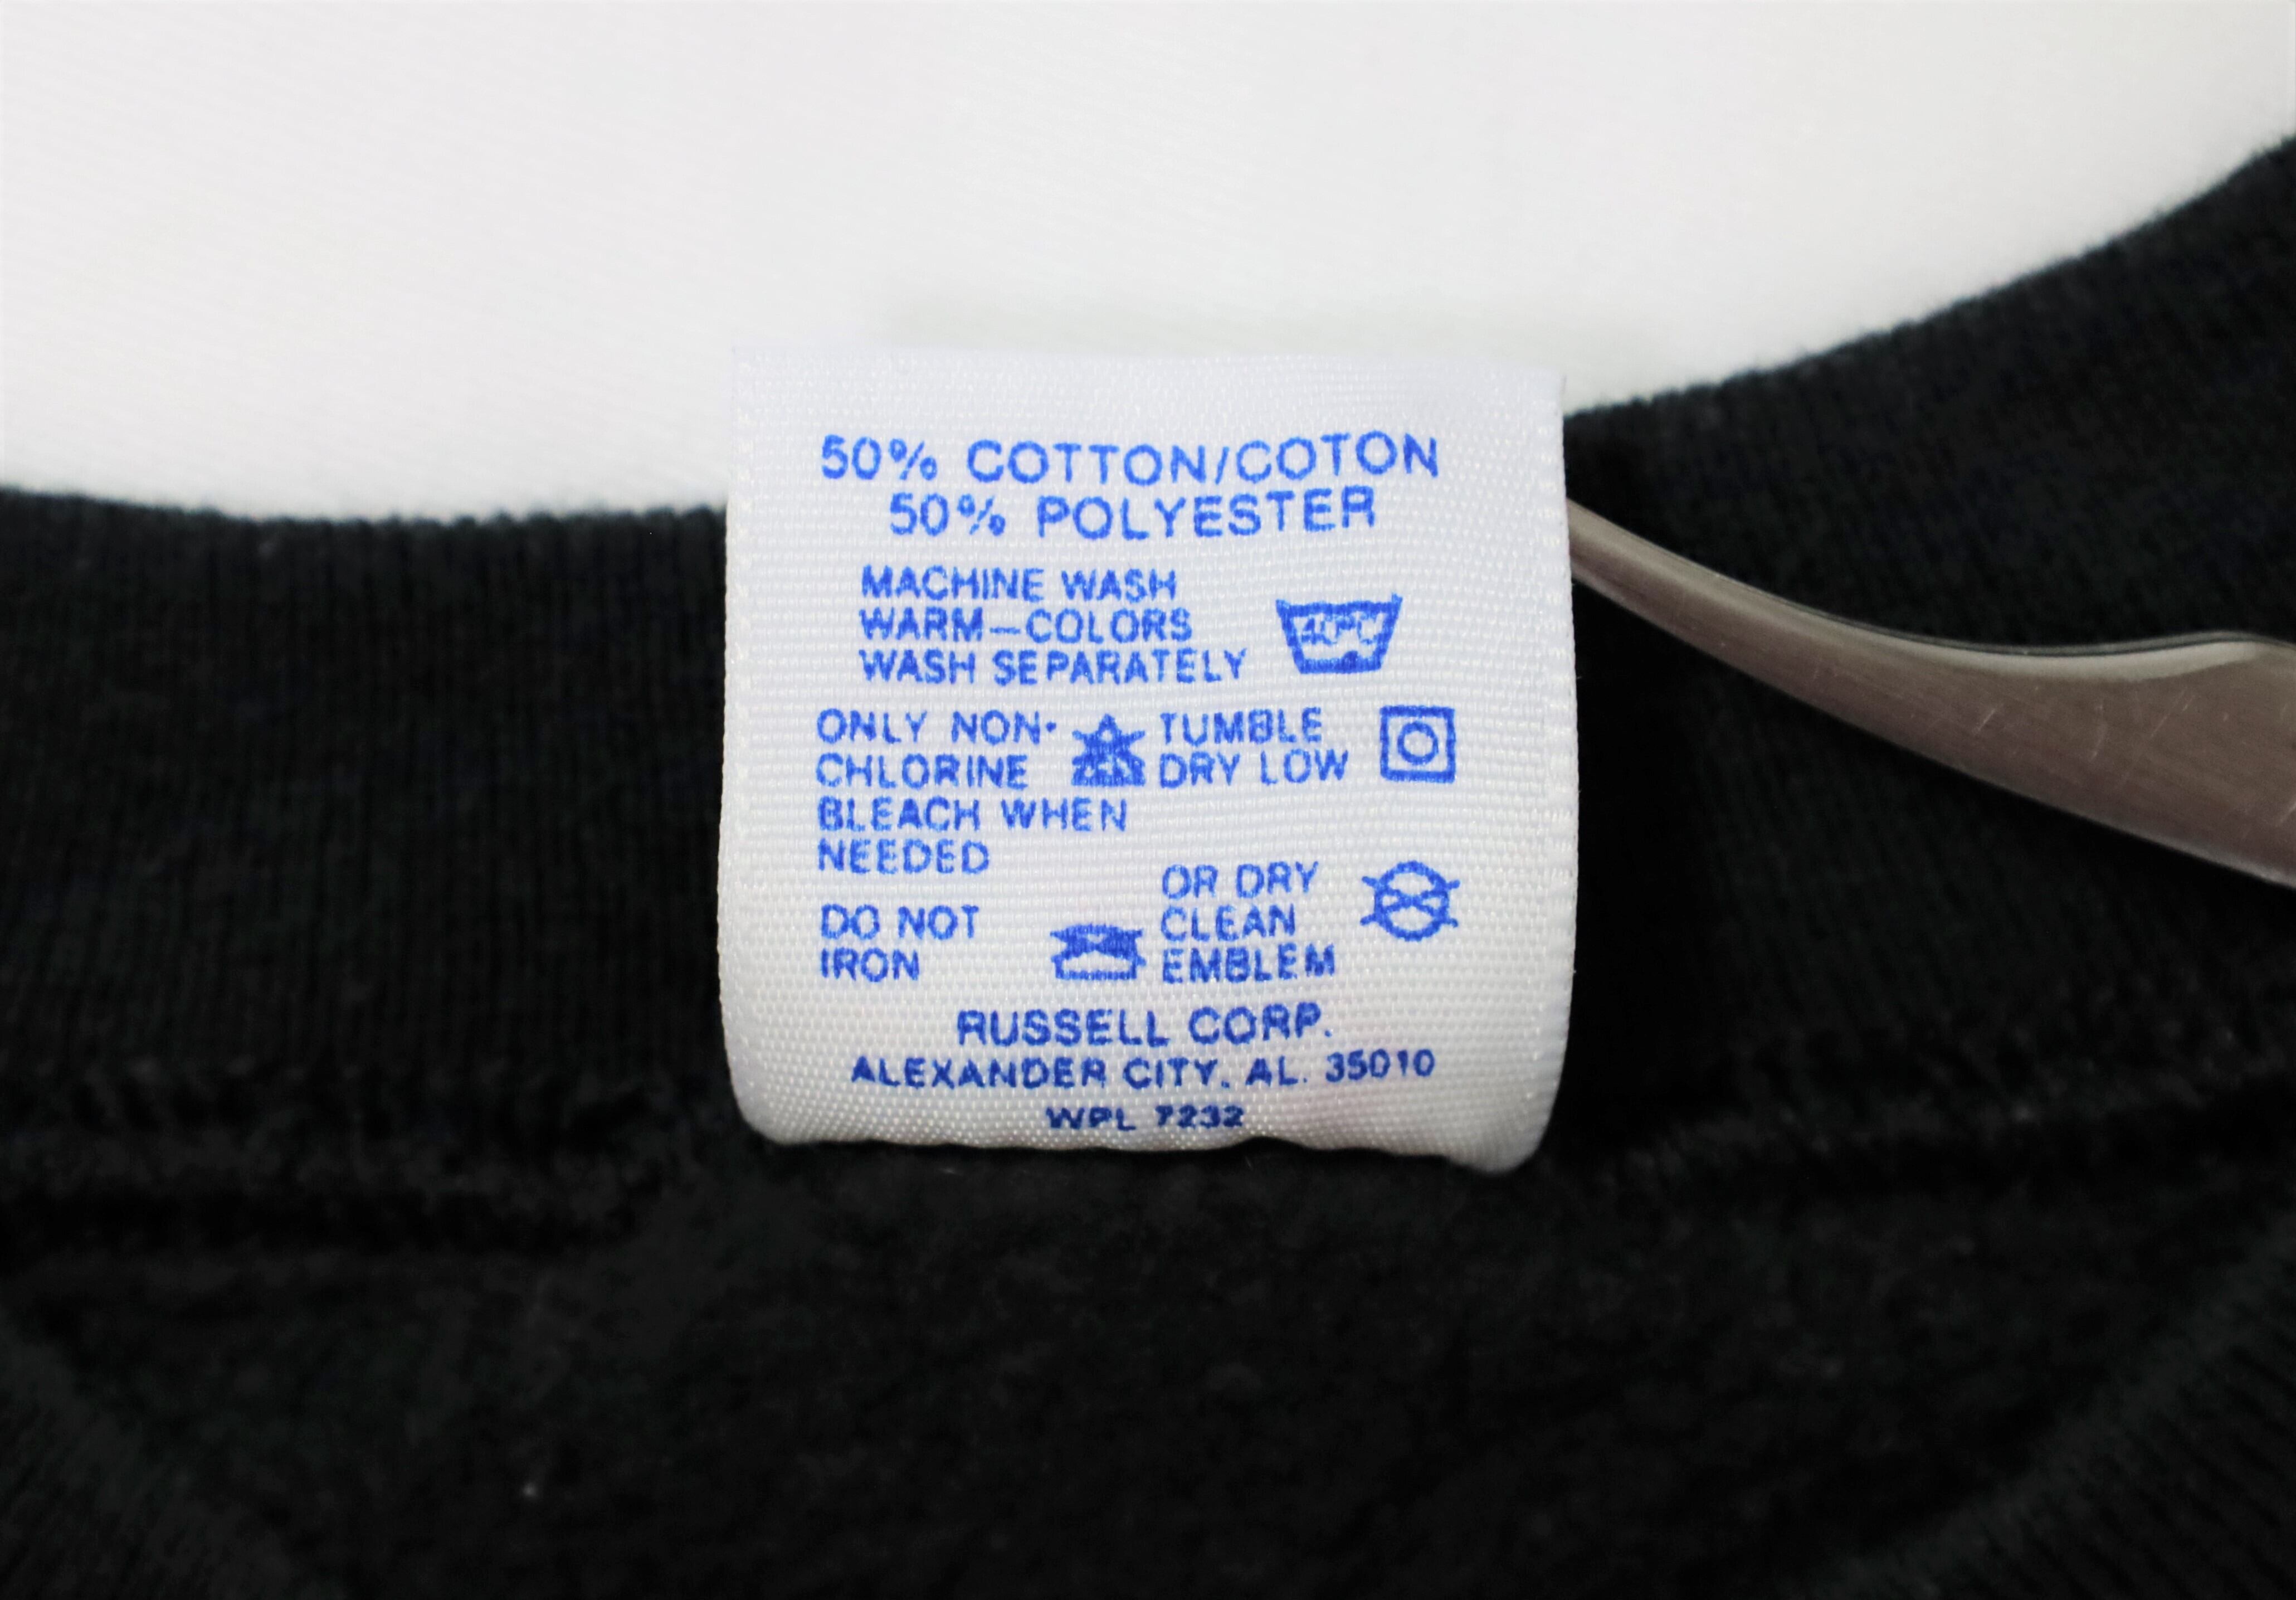 50% COTTON/COTON
50% POLYESTER
MACHINE WASH
WARM—COLORS
WASH SEPARATELY
40°C
ONLY NON-
CHLORINE
BLEACH WHEN
NEEDED
TUMBLE
DRY LOW
DO NOT
IRON
OR DRY
CLEAN
EMBLEM
RUSSELL CORP.
ALEXANDER CITY, AL. 35010
WPL 7232